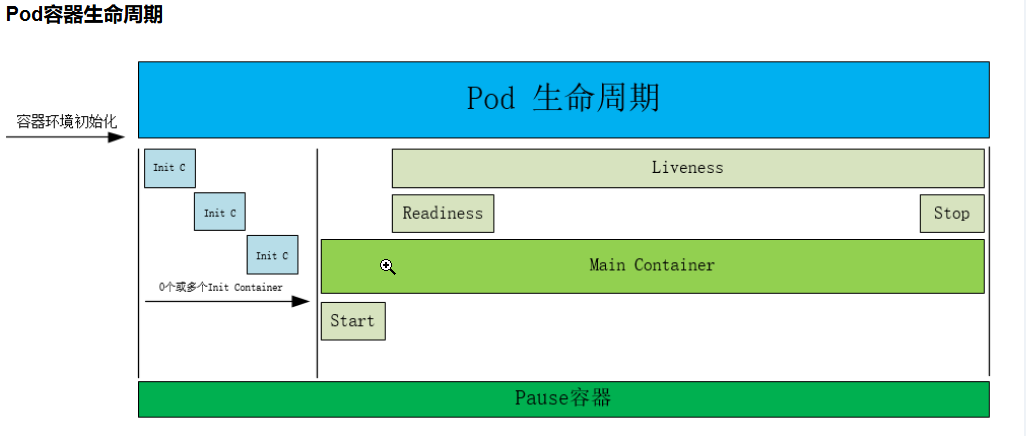 Pod容器生命周期
Pod 生命周期
容器环境初始化
Init C
Liveness
Init C
Readiness
Stop
Init C
Main Container
0个或多个Init Container
Start
Pause容器